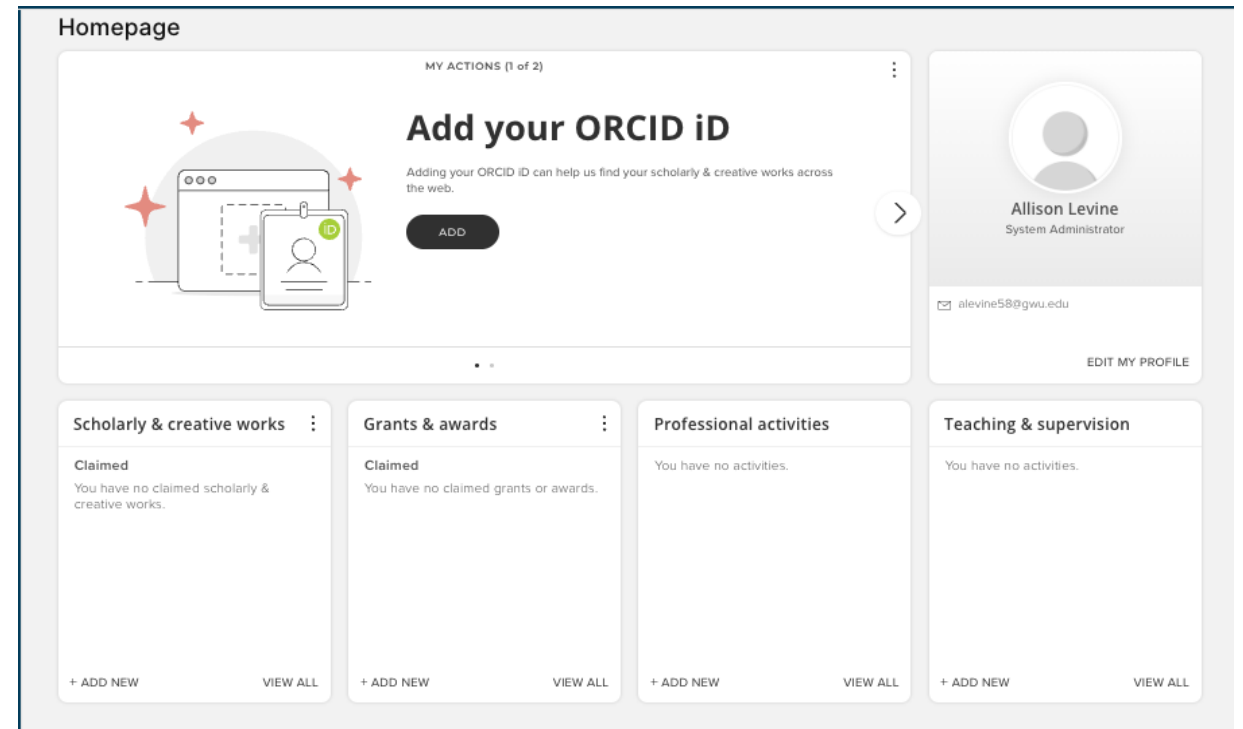 Homepage
MY ACTIONS (1 of 2)
Add your ORCID iD
Adding your ORCID iD can help us find your scholarly & creative works across
the web.
ADD
iD
Allison Levine
System Administrator
alevine58@gwu.edu
EDIT MY PROFILE
Scholarly & creative works
Claimed
You have no claimed scholarly &
creative works.
+ ADD NEW
VIEW ALL
Grants & awards
Claimed
You have no claimed grants or awards.
+ ADD NEW
VIEW ALL
Professional activities
You have no activities.
+ ADD NEW
VIEW ALL
Teaching & supervision
You have no activities.
+ ADD NEW
VIEW ALL